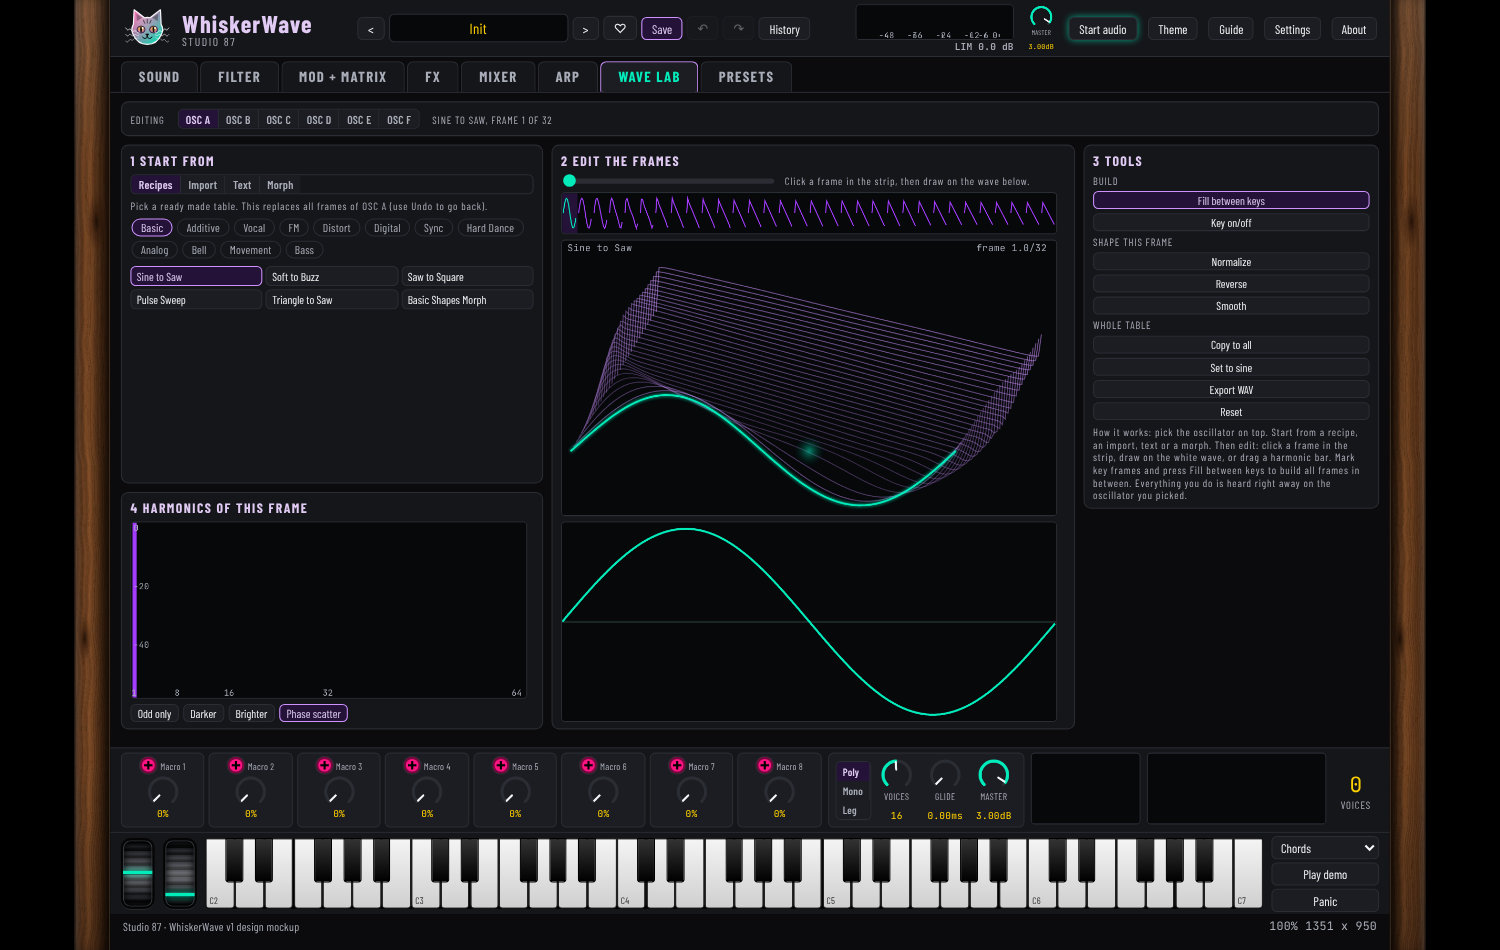 WhiskerWave
STUDIO 87
<
Init
>
♡
Save
History
-48 -36 -24 -12-6 0
LIM 0.0 dB
MASTER
3.00dB
Start audio
Theme
Guide
Settings
About
SOUND
FILTER
MOD + MATRIX
FX
MIXER
ARP
WAVE LAB
PRESETS
EDITING
OSC A
OSC B
OSC C
OSC D
OSC E
OSC F
SINE TO SAW, FRAME 1 OF 32
1 START FROM
Recipes
Import
Text
Morph
Pick a ready made table. This replaces all frames of OSC A (use Undo to go back).
Basic
Additive
Vocal
FM
Distort
Digital
Sync
Hard Dance
Analog
Bell
Movement
Bass
Sine to Saw
Soft to Buzz
Saw to Square
Pulse Sweep
Triangle to Saw
Basic Shapes Morph
2 EDIT THE FRAMES
Click a frame in the strip, then draw on the wave below.
Sine to Saw
frame 1.0/32
3 TOOLS
BUILD
Fill between keys
Key on/off
SHAPE THIS FRAME
Normalize
Reverse
Smooth
WHOLE TABLE
Copy to all
Set to sine
Export WAV
Reset
How it works: pick the oscillator on top. Start from a recipe,
an import, text or a morph. Then edit: click a frame in the
strip, draw on the white wave, or drag a harmonic bar. Mark
key frames and press Fill between keys to build all frames in
between. Everything you do is heard right away on the
oscillator you picked.
4 HARMONICS OF THIS FRAME
0
-20
-40
1 8 16 32 64
Odd only
Darker
Brighter
Phase scatter
Macro 1
0%
Macro 2
0%
Macro 3
0%
Macro 4
0%
Macro 5
0%
Macro 6
0%
Macro 7
0%
Macro 8
0%
Poly
Mono
Leg
VOICES
16
GLIDE
0.00ms
MASTER
3.00dB
0
VOICES
C2
C3
C4
C5
C6
C7
Chords
Play demo
Panic
Studio 87 · WhiskerWave v1 design mockup
100% 1351 x 950